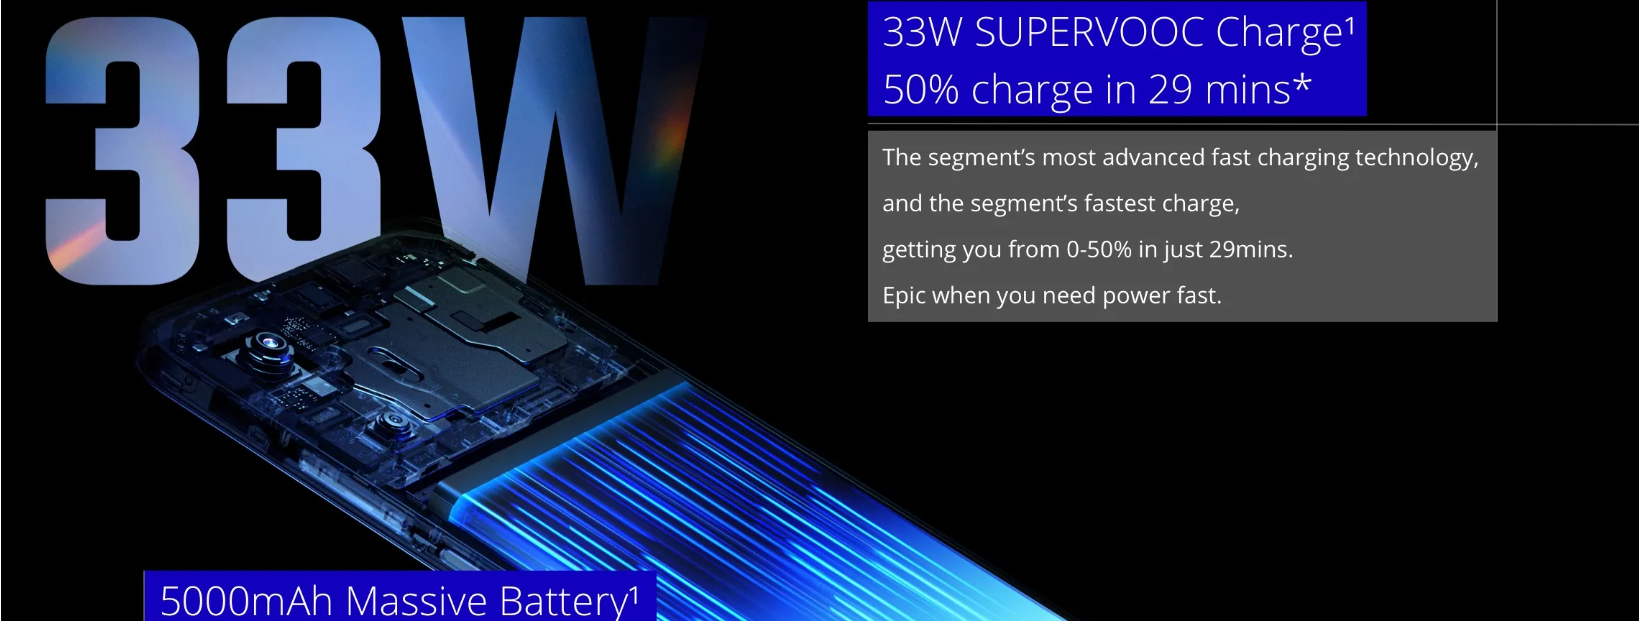 33W
33W SUPERVOOC Charge¹
50% charge in 29 mins*
The segment’s most advanced fast charging technology,
and the segment’s fastest charge,
getting you from 0-50% in just 29mins.
Epic when you need power fast.
5000mAh Massive Battery¹